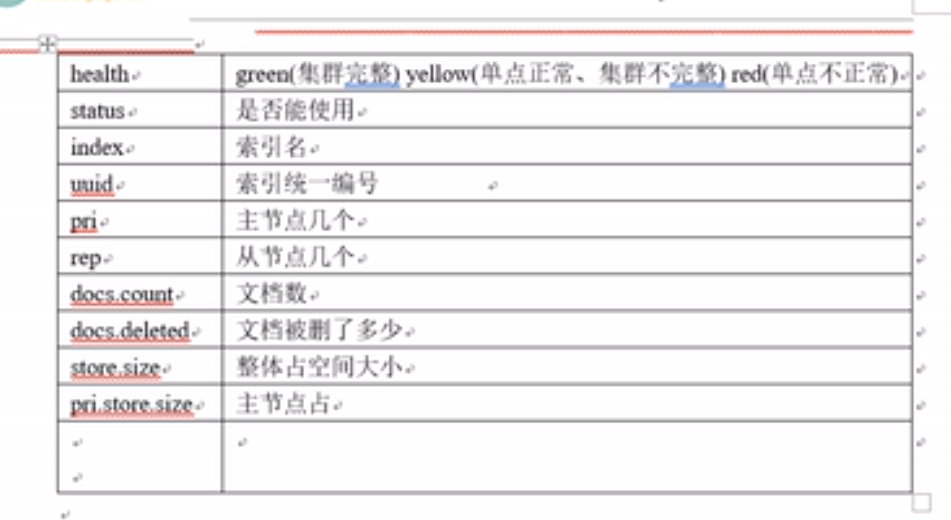 health green(集群完整) yellow(单点正常、集群不完整) red(单点不正常)
status 是否能使用
index 索引名
uuid 索引统一编号
pri 主节点几个
rep 从节点几个
docs.count 文档数
docs.deleted 文档被删了多少
store.size 整体占空间大小
pri.store.size 主节点占